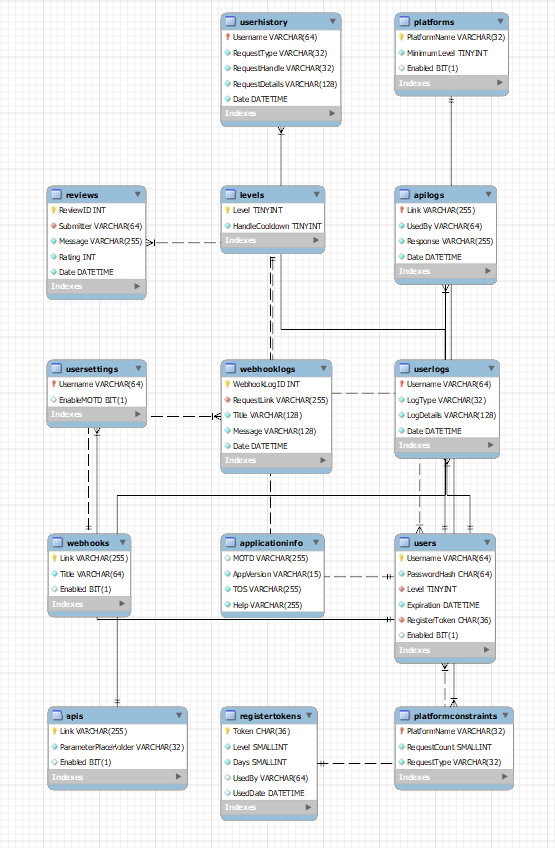 userhistory
Username VARCHAR(64)
RequestType VARCHAR(32)
RequestHandle VARCHAR(32)
RequestDetails VARCHAR(128)
Date DATETIME
Indexes
platforms
PlatformName VARCHAR(32)
MinimumLevel TINYINT
Enabled BIT(1)
Indexes
reviews
ReviewID INT
Submitter VARCHAR(64)
Message VARCHAR(255)
Rating INT
Date DATETIME
Indexes
levels
Level TINYINT
HandleCooldown TINYINT
Indexes
apilogs
Link VARCHAR(255)
UsedBy VARCHAR(64)
Response VARCHAR(255)
Date DATETIME
Indexes
usersettings
Username VARCHAR(64)
EnableMOTD BIT(1)
Indexes
webhooklogs
WebhookLogID INT
RequestLink VARCHAR(255)
Title VARCHAR(128)
Message VARCHAR(128)
Date DATETIME
Indexes
userlogs
Username VARCHAR(64)
LogType VARCHAR(32)
LogDetails VARCHAR(128)
Date DATETIME
Indexes
webhooks
Link VARCHAR(255)
Title VARCHAR(64)
Enabled BIT(1)
Indexes
applicationinfo
MOTD VARCHAR(255)
AppVersion VARCHAR(15)
TOS VARCHAR(255)
Help VARCHAR(255)
users
Username VARCHAR(64)
PasswordHash CHAR(64)
Level TINYINT
Expiration DATETIME
RegisterToken CHAR(36)
Enabled BIT(1)
Indexes
apis
Link VARCHAR(255)
ParameterPlaceholder VARCHAR(32)
Enabled BIT(1)
Indexes
registertokens
Token CHAR(36)
Level SMALLINT
Days SMALLINT
UsedBy VARCHAR(64)
UsedDate DATETIME
Indexes
platformconstraints
PlatformName VARCHAR(32)
RequestCount SMALLINT
RequestType VARCHAR(32)
Indexes